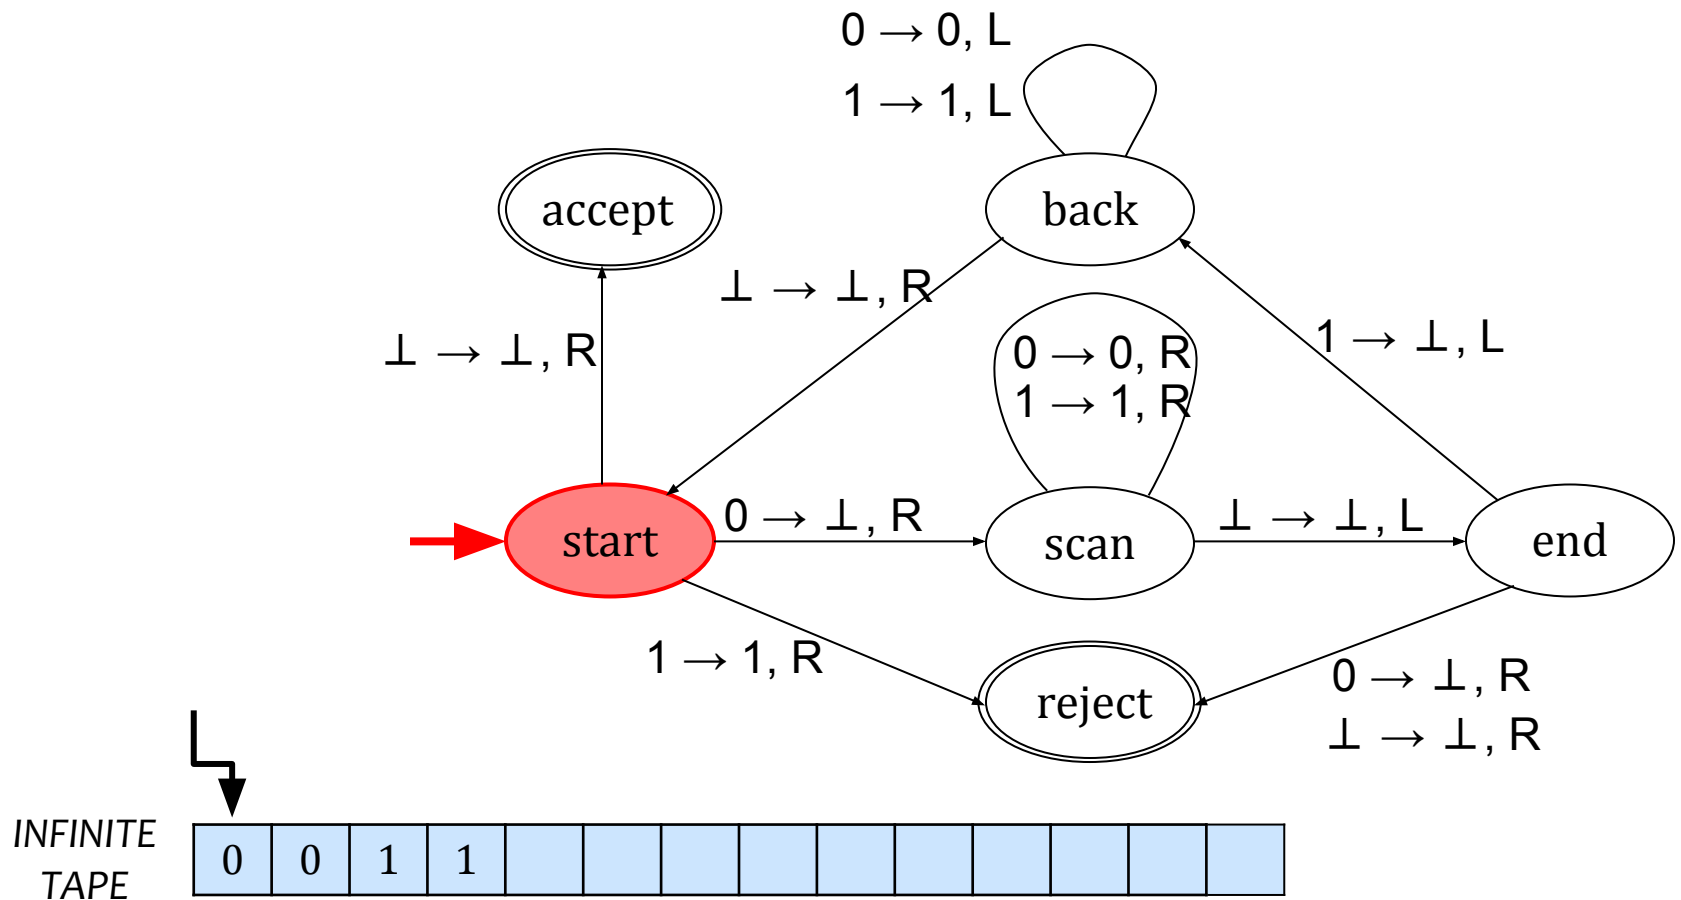 0 → 0, L
1 → 1, L
accept
back
⊥ → ⊥, R
1 → ⊥, L
⊥ → ⊥, R
0 → 0, R
1 → 1, R
start
0 → ⊥, R
scan
⊥ → ⊥, L
end
1 → 1, R
reject
0 → ⊥, R
⊥ → ⊥, R
INFINITE
TAPE
0 0 1 1